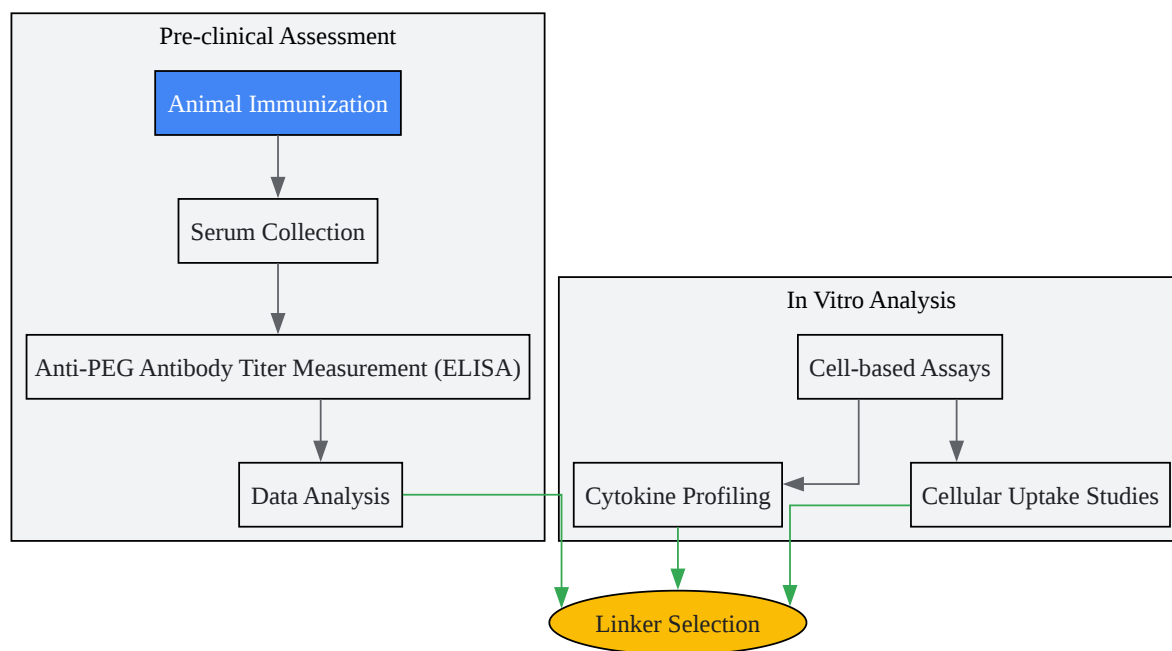 Pre-clinical Assessment
Animal Immunization
Serum Collection
Anti-PEG Antibody Titer Measurement (ELISA)
Data Analysis
In Vitro Analysis
Cell-based Assays
Cytokine Profiling
Cellular Uptake Studies
Linker Selection